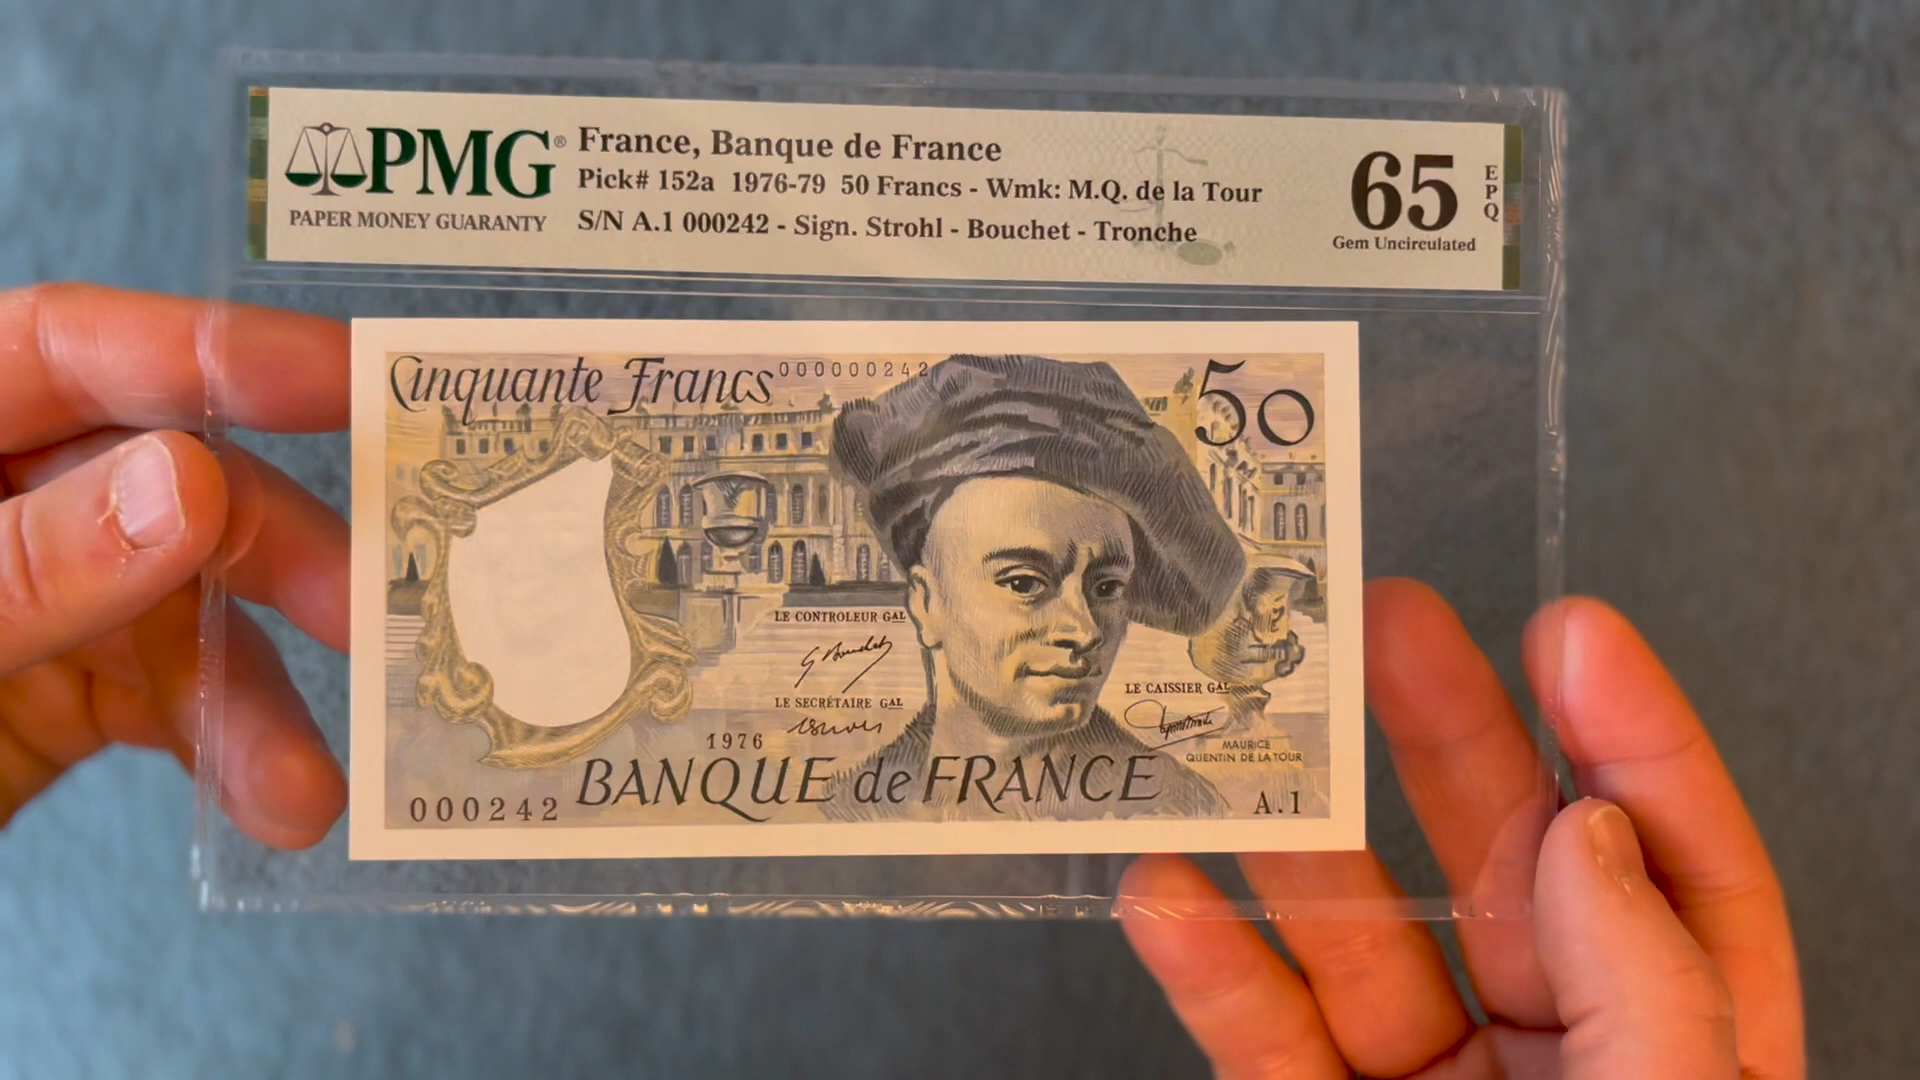 PMG®
PAPER MONEY GUARANTY
France, Banque de France
Pick# 152a 1976-79 50 Francs - Wmk: M.Q. de la Tour
S/N A.1 000242 - Sign. Strohl - Bouchet - Tronche
65
EPQ
Gem Uncirculated
Cinquante Francs
000000242
50
LE CONTROLEUR GAL
G Bouchet
LE SECRÉTAIRE GAL
LE CAISSIER GAL
1976
MAURICE
QUENTIN DE LA TOUR
BANQUE de FRANCE
000242
A.1